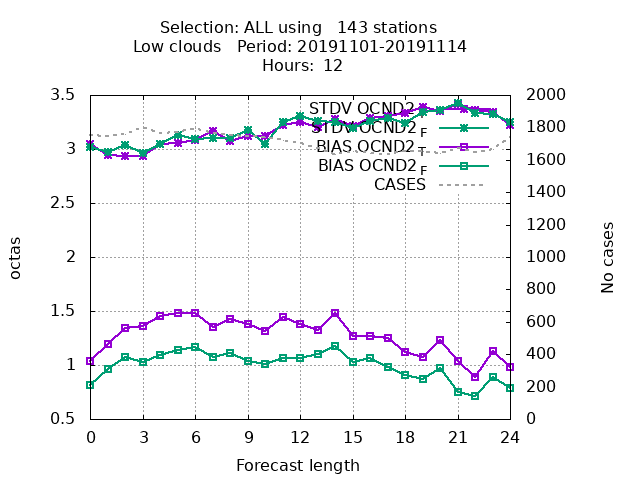 Selection: ALL using 143 stations
Low clouds Period: 20191101-20191114
Hours: 12
3.5
3
2.5
2
1.5
1
0.5
2000
1800
1600
1400
1200
1000
800
600
400
200
0
octas
No cases
STDV OCND2
STDV OCND2 F
BIAS OCND2 T
BIAS OCND2 F
CASES
0 3 6 9 12 15 18 21 24
Forecast length